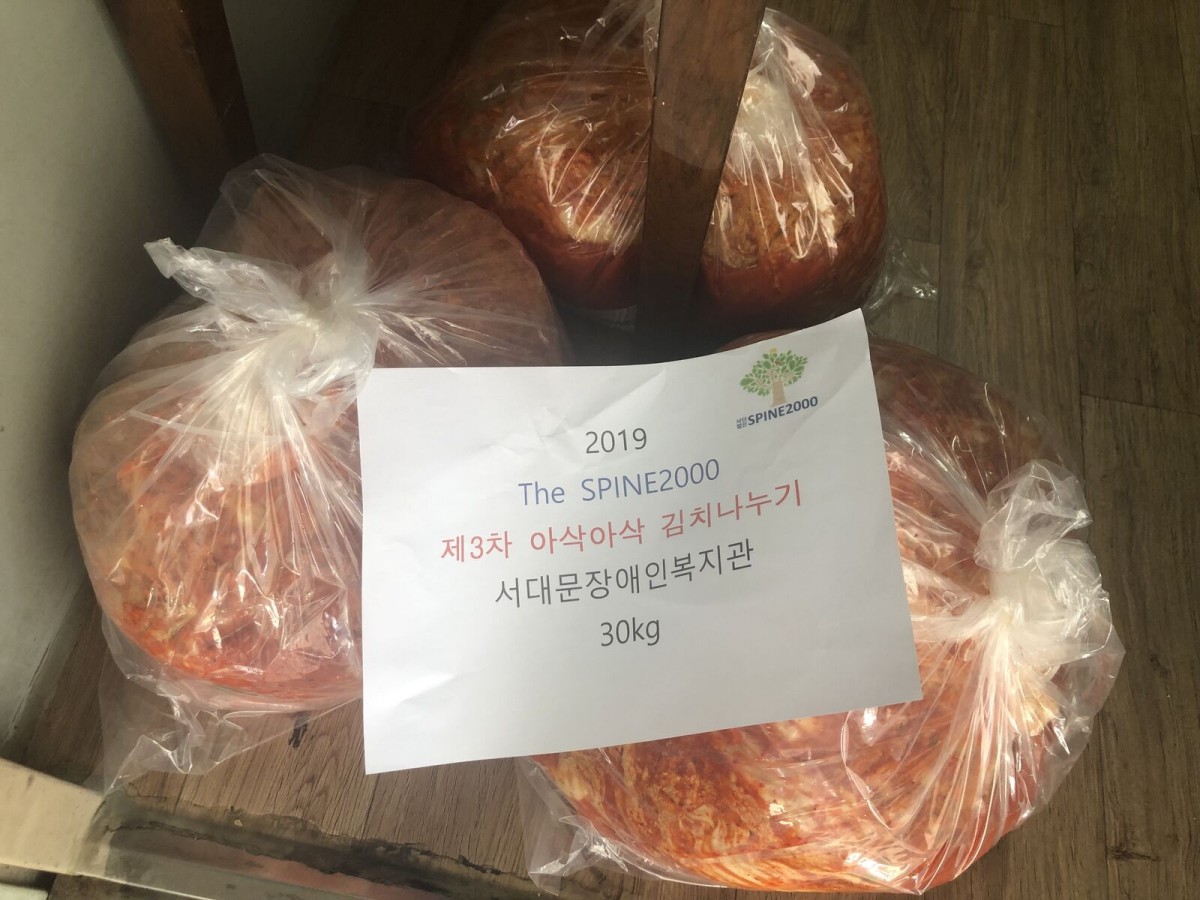 SPINE2000
2019
The SPINE2000
제3차 아삭아삭 김치나누기
서대문장애인복지관
30kg